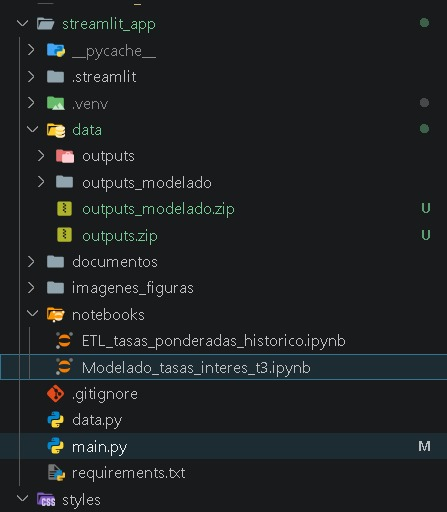 streamlit_app
__pycache__
.streamlit
.venv
data
outputs
outputs_modelado
outputs_modelado.zip U
outputs.zip U
documentos
imagenes_figuras
notebooks
ETL_tasas_ponderadas_historico.ipynb
Modelado_tasas_interes_t3.ipynb
.gitignore
data.py
main.py M
requirements.txt
CSS styles